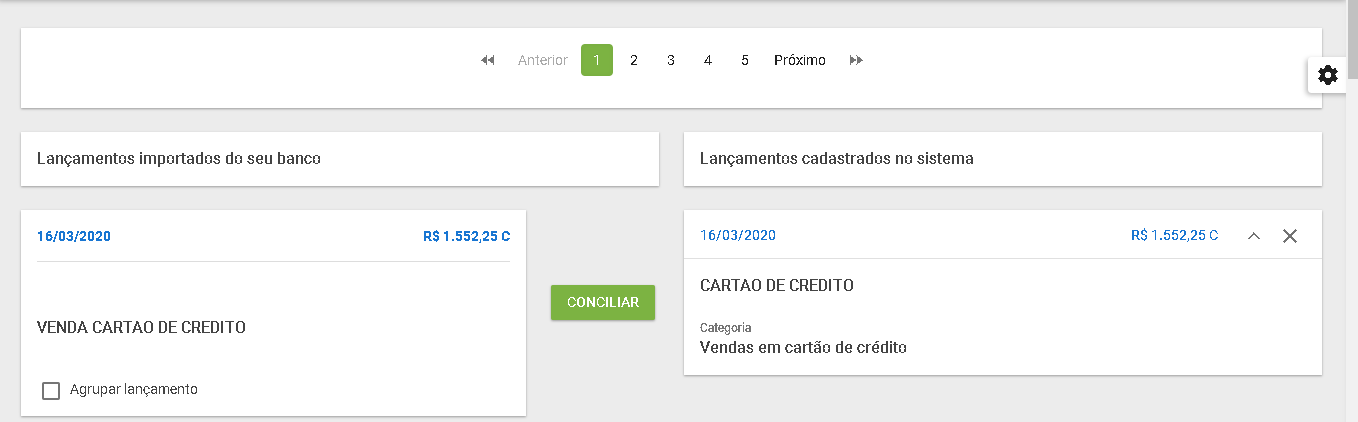 Anterior 1 2 3 4 5 Próximo
Lançamentos importados do seu banco
Lançamentos cadastrados no sistema
16/03/2020 R$ 1.552,25 C
VENDA CARTAO DE CREDITO
Agrupar lançamento
CONCILIAR
16/03/2020 R$ 1.552,25 C
CARTAO DE CREDITO
Categoria
Vendas em cartão de crédito